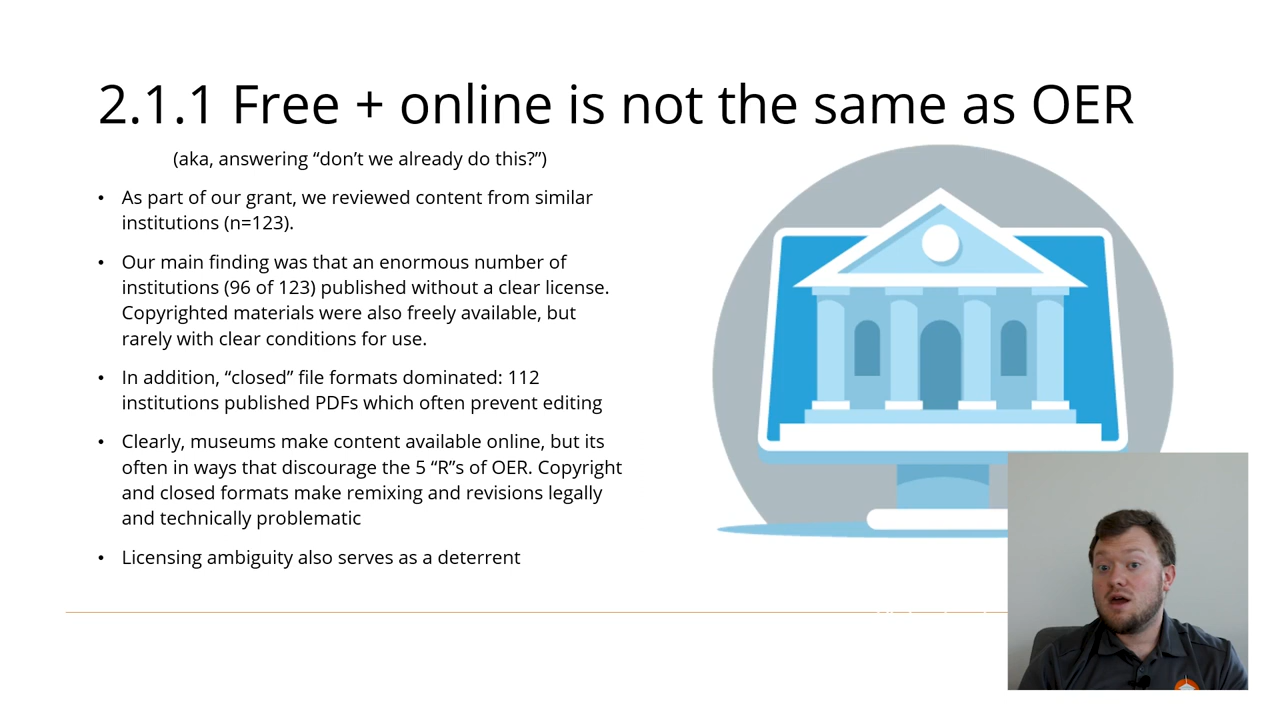 2.1.1 Free + online is not the same as OER
(aka, answering “don’t we already do this?”)
• As part of our grant, we reviewed content from similar
institutions (n=123).
• Our main finding was that an enormous number of
institutions (96 of 123) published without a clear license.
Copyrighted materials were also freely available, but
rarely with clear conditions for use.
• In addition, “closed” file formats dominated: 112
institutions published PDFs which often prevent editing
• Clearly, museums make content available online, but its
often in ways that discourage the 5 “R”s of OER. Copyright
and closed formats make remixing and revisions legally
and technically problematic
• Licensing ambiguity also serves as a deterrent